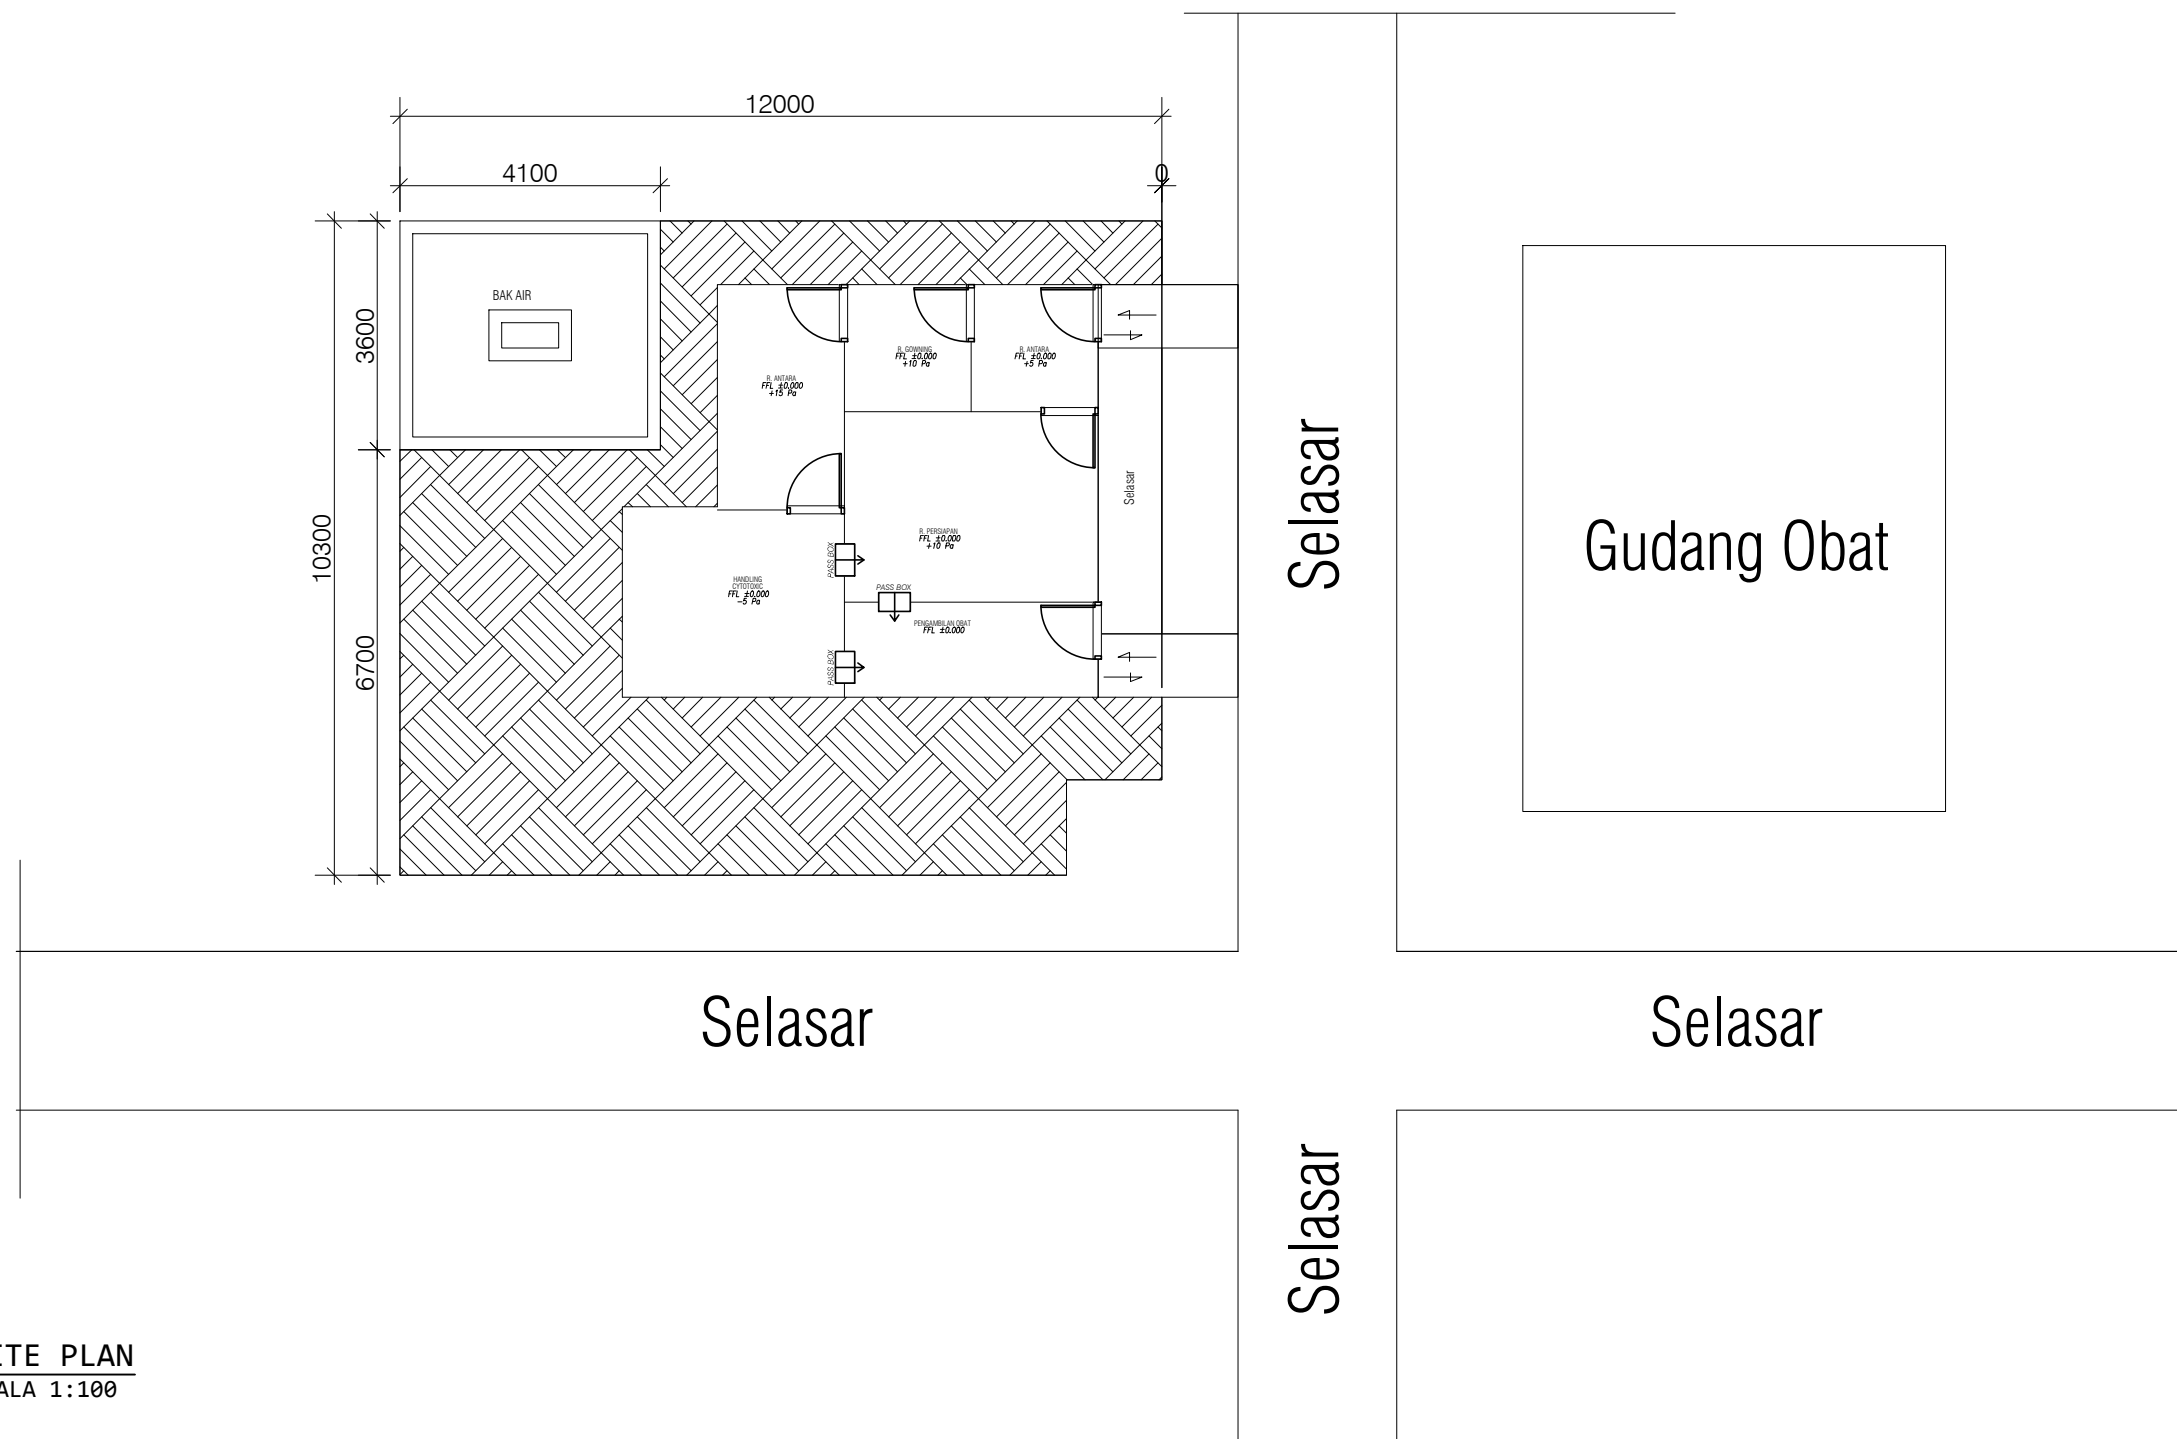 12000
4100
0
3600
10300
6700
BAK AIR
R. ANTARA
FFL ±0.000
+15 Pa
R. GOWNING
FFL ±0.000
+10 Pa
R. ANTARA
FFL ±0.000
+5 Pa
Selasar
R. PERSIAPAN
FFL ±0.000
+10 Pa
PASS BOX
PASS BOX
HANDLING
CYTOTOXIC
FFL ±0.000
-5 Pa
PENGAMBILAN OBAT
FFL ±0.000
PASS BOX
Selasar
Gudang Obat
Selasar
Selasar
Selasar
ITE PLAN
ALA 1:100